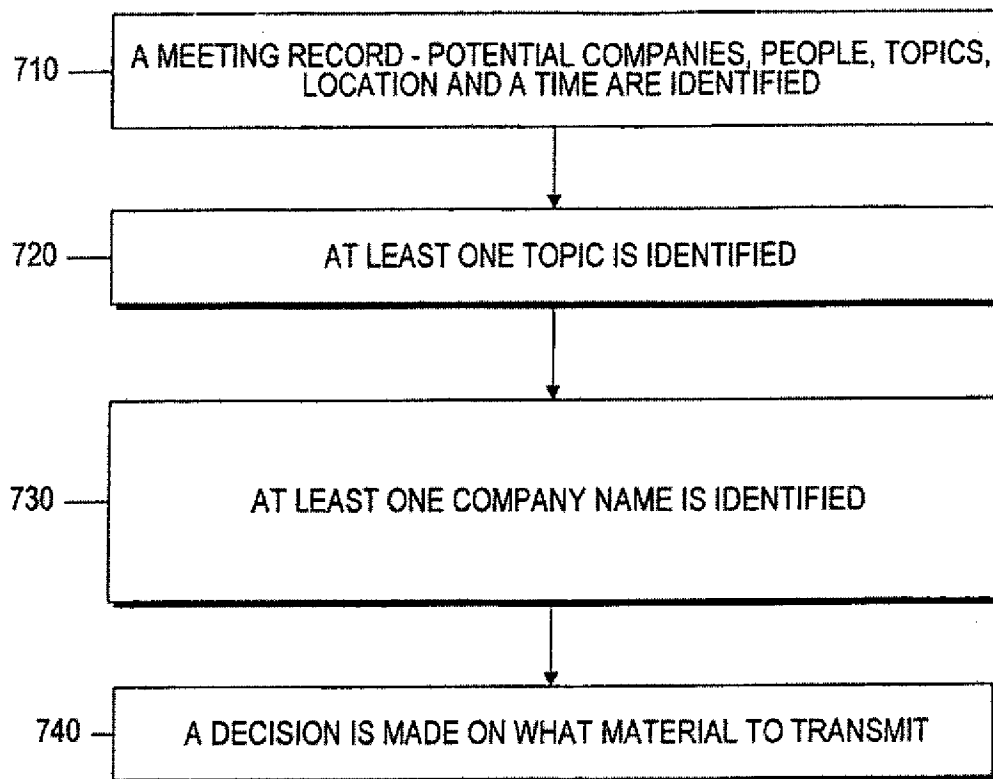 710
A MEETING RECORD - POTENTIAL COMPANIES, PEOPLE, TOPICS,
LOCATION AND A TIME ARE IDENTIFIED
720
AT LEAST ONE TOPIC IS IDENTIFIED
730
AT LEAST ONE COMPANY NAME IS IDENTIFIED
740
A DECISION IS MADE ON WHAT MATERIAL TO TRANSMIT